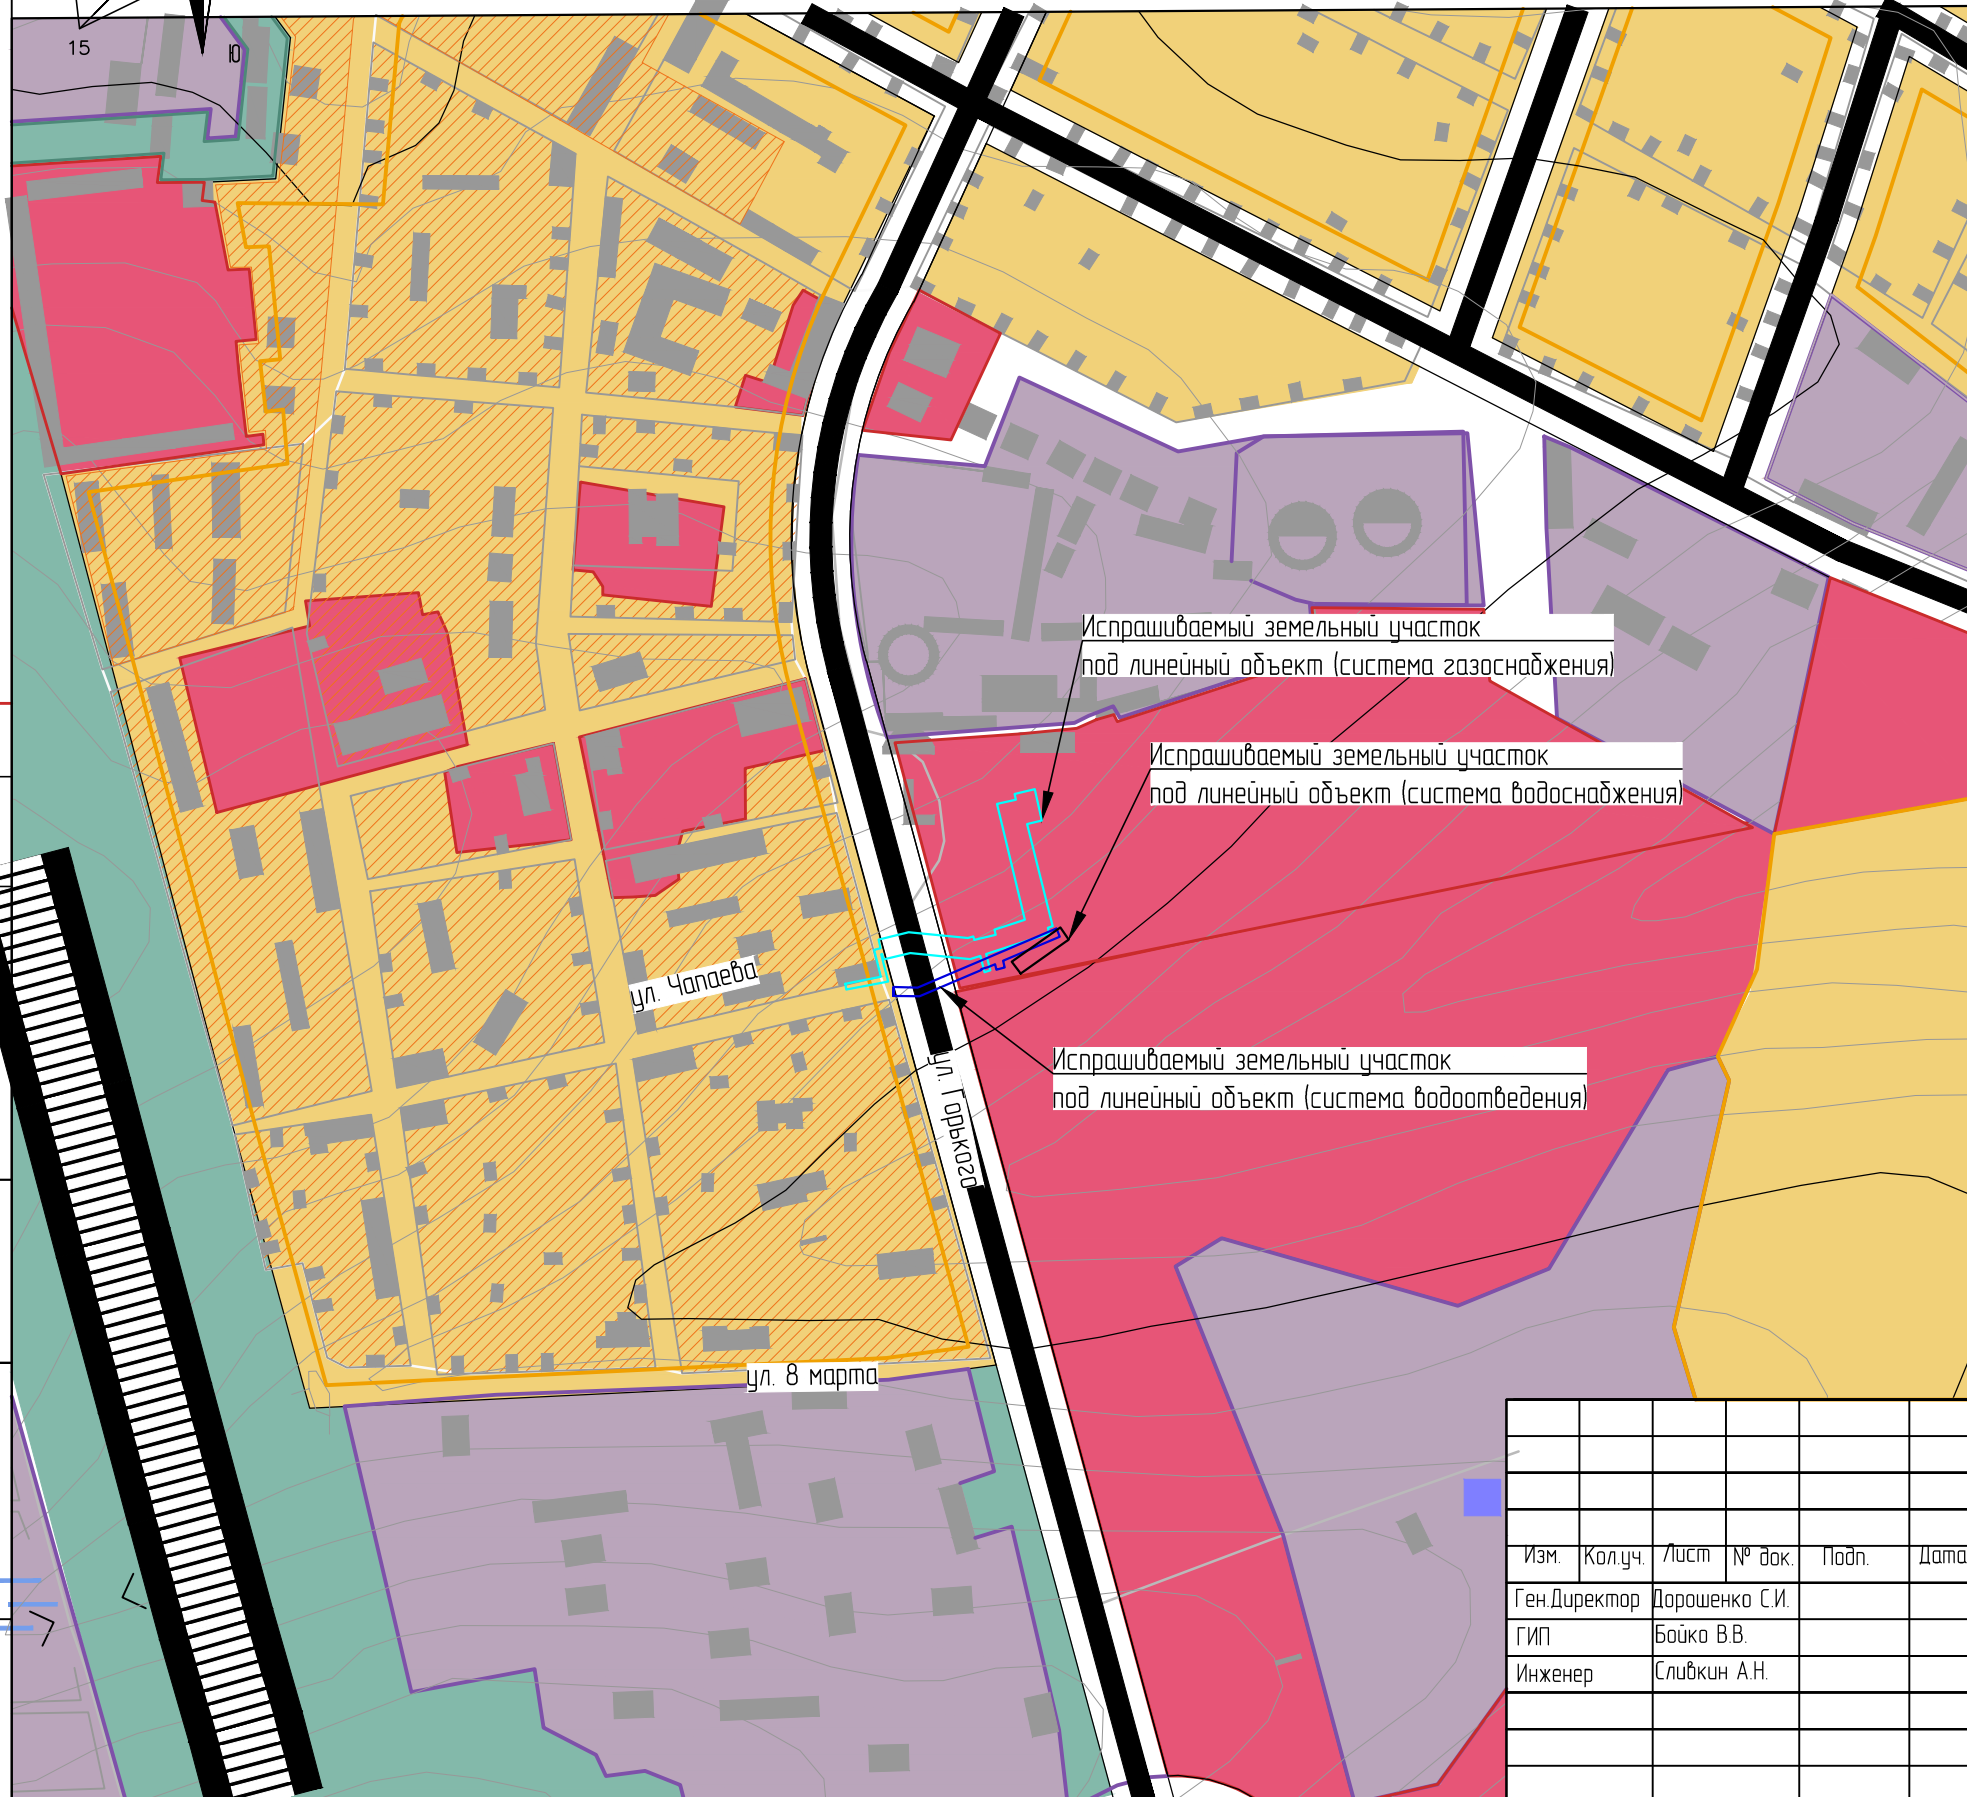 15
Ю
Испрашиваемый земельный участок
под линейный объект (система газоснабжения)
Испрашиваемый земельный участок
под линейный объект (система водоснабжения)
ул. Чапаева
Испрашиваемый земельный участок
под линейный объект (система водоотведения)
ул. Горького
ул. 8 марта
Изм. Кол.уч. Лист № док. Подп. Дата
Ген.Директор Дорошенко С.И.
ГИП Бойко В.В.
Инженер Сливкин А.Н.